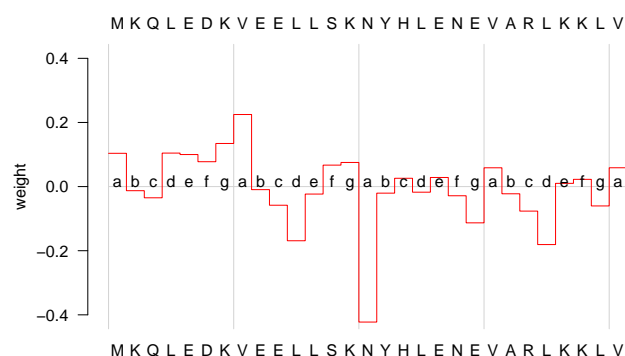 M K Q L E D K V E E L L S K N Y H L E N E V A R L K K L V
0.4
0.2
0.0
−0.2
−0.4
weight
a b c d e f g a b c d e f g a b c d e f g a b c d e f g a
M K Q L E D K V E E L L S K N Y H L E N E V A R L K K L V